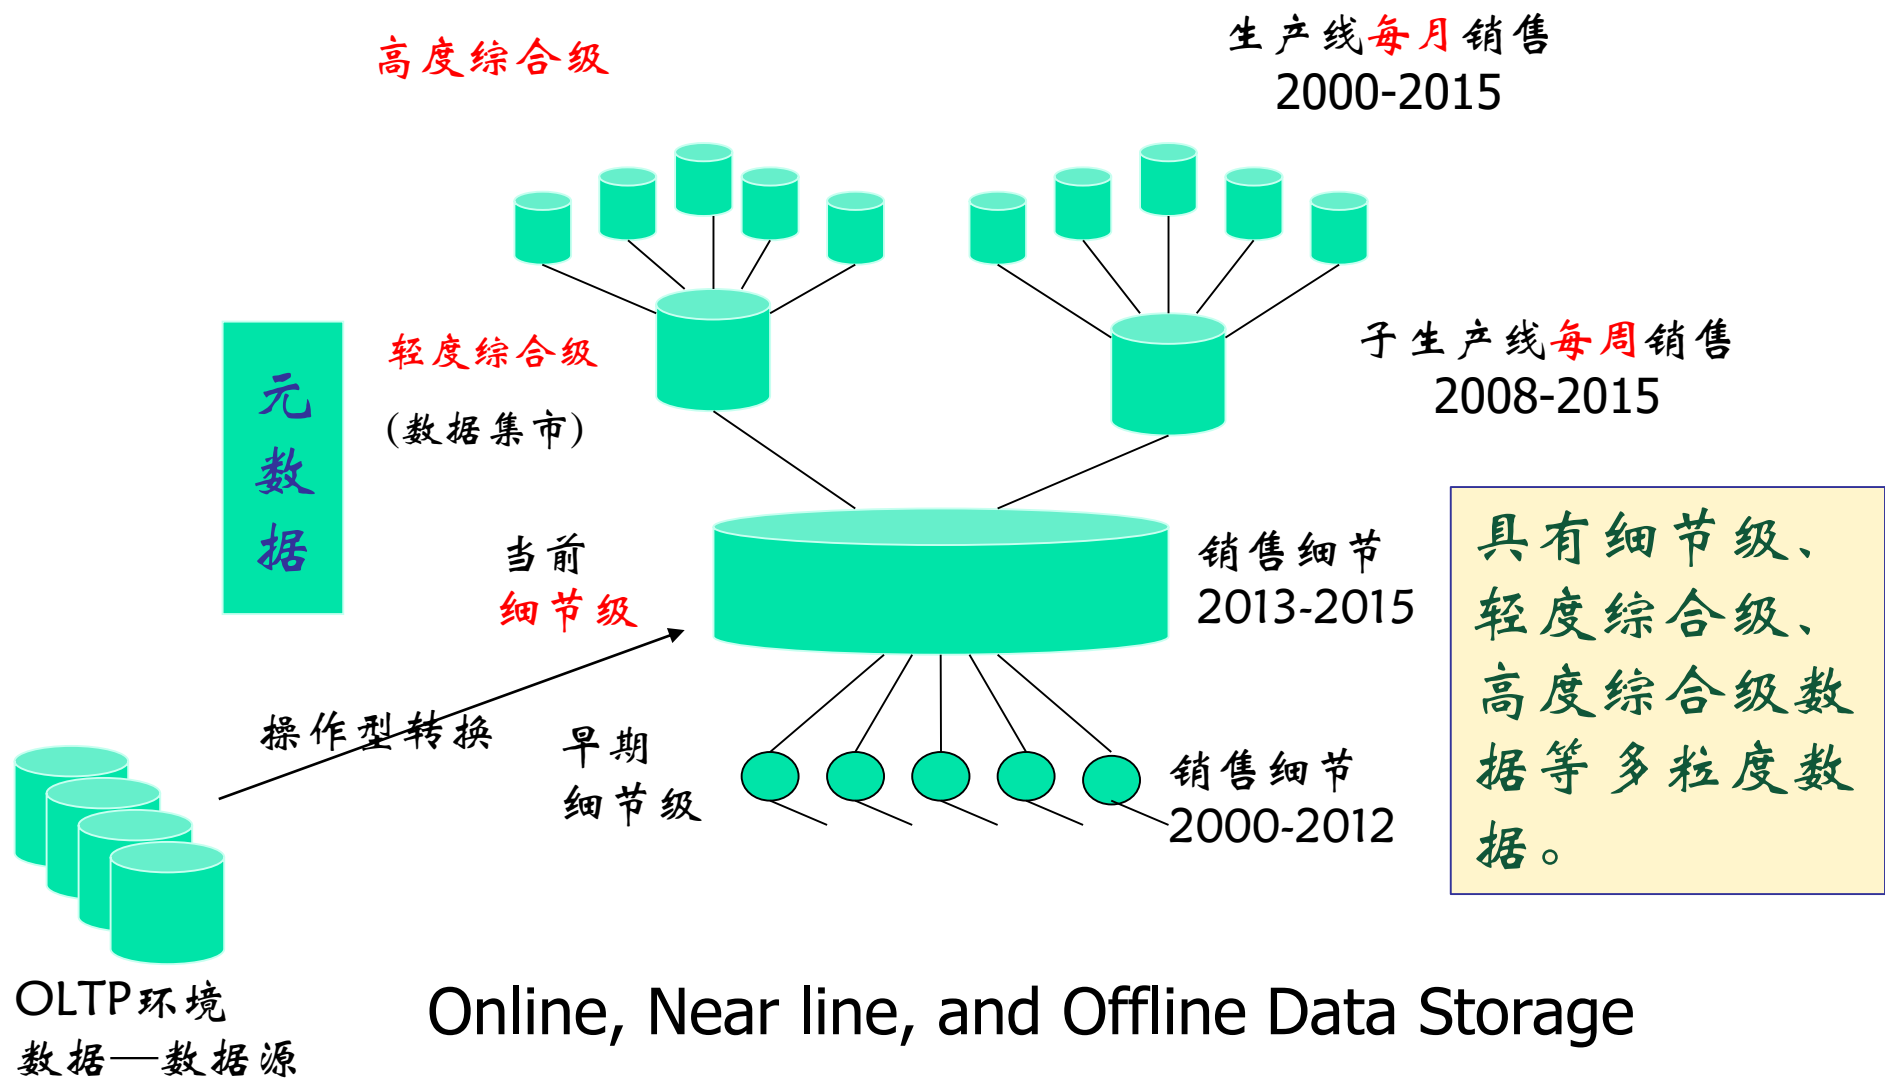 高度综合级
生产线每月销售
2000-2015
轻度综合级
(数据集市)
子生产线每周销售
2008-2015
元
数
据
当前
细节级
销售细节
2013-2015
操作型转换
早期
细节级
销售细节
2000-2012
具有细节级、
轻度综合级、
高度综合级数
据等多粒度数
据。
OLTP环境
数据—数据源
Online, Near line, and Offline Data Storage